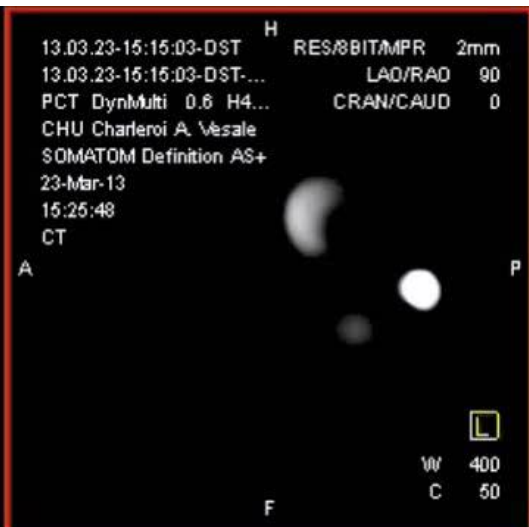 H
13.03.23-15:15:03-DST RES/8BIT/MPR 2mm
13.03.23-15:15:03-DST-... LAO/RAO 90
PCT DynMulti 0.6 H4... CRAN/CAUD 0
CHU Charleroi A. Vesale
SOMATOM Definition AS+
23-Mar-13
15:25:48
CT
A P
L
W 400
C 50
F